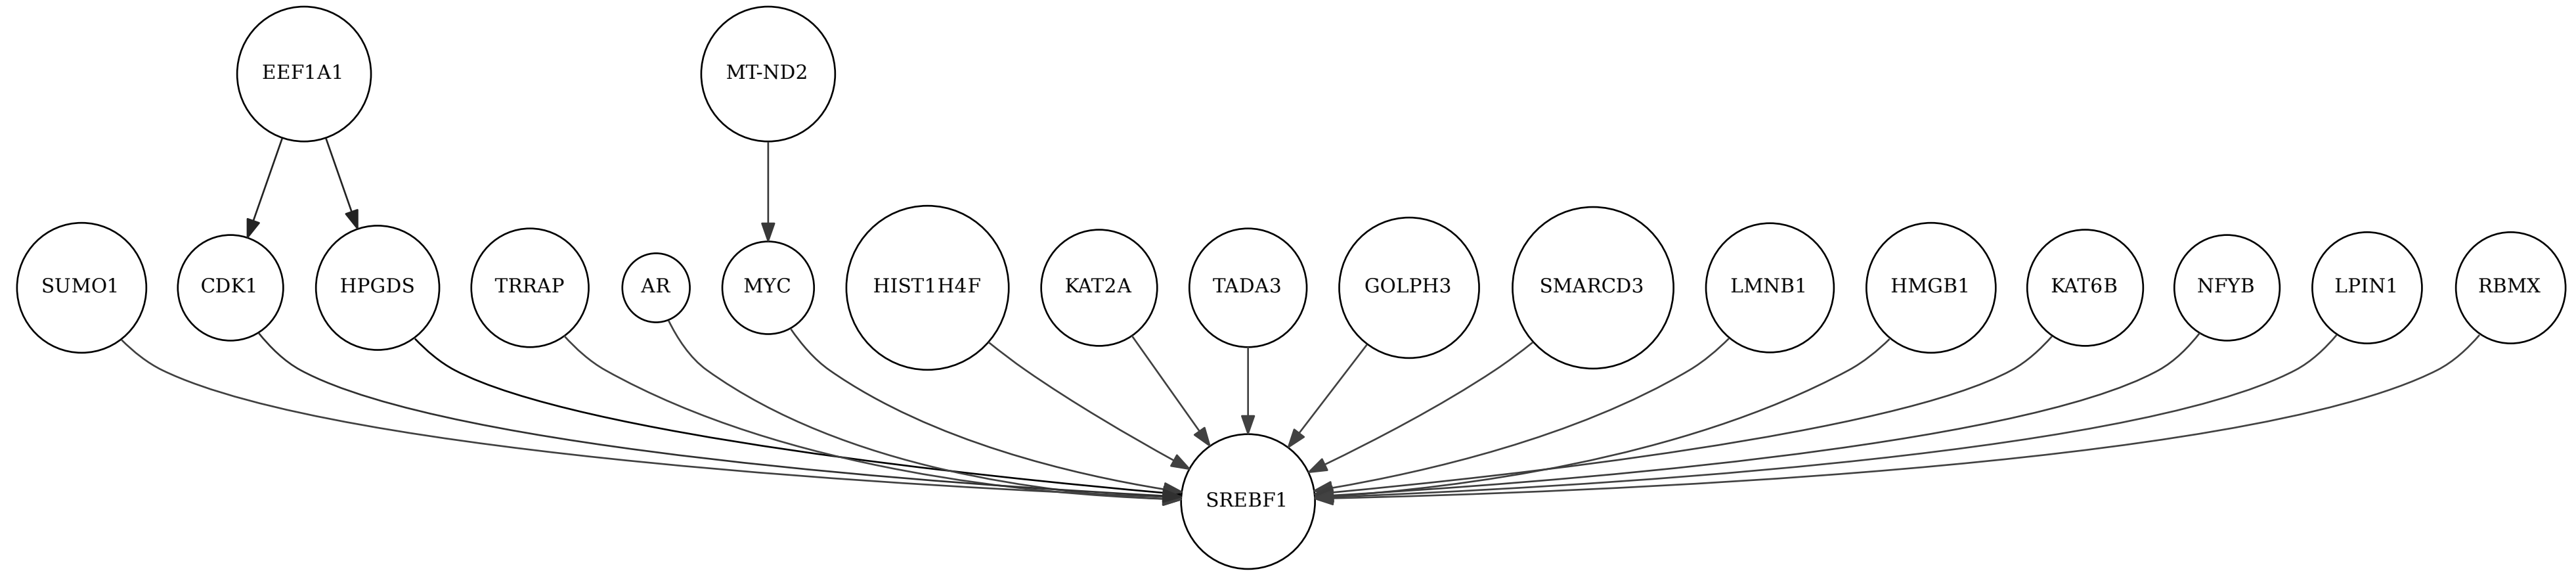 EEF1A1
MT-ND2
SUMO1
CDK1
HPGDS
TRRAP
AR
MYC
HIST1H4F
KAT2A
TADA3
GOLPH3
SMARCD3
LMNB1
HMGB1
KAT6B
NFYB
LPIN1
RBMX
SREBF1